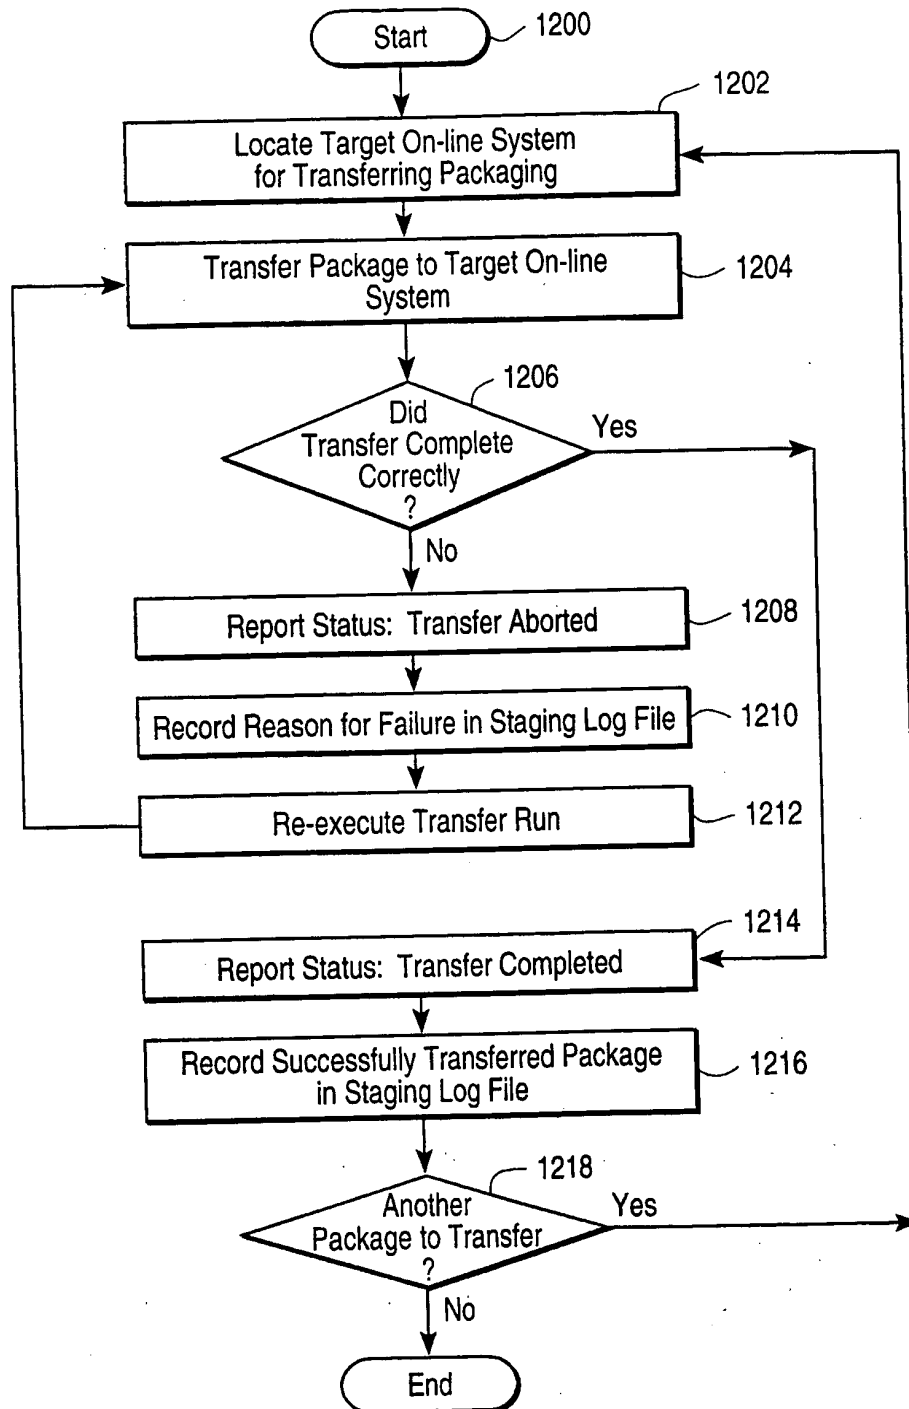 Start
1200
1202
Locate Target On-line System
for Transferring Packaging
Transfer Package to Target On-line
System
1204
1206
Did
Transfer Complete
Correctly
?
Yes
No
Report Status: Transfer Aborted
1208
Record Reason for Failure in Staging Log File
1210
Re-execute Transfer Run
1212
1214
Report Status: Transfer Completed
Record Successfully Transferred Package
in Staging Log File
1216
1218
Another
Package to Transfer
?
Yes
No
End